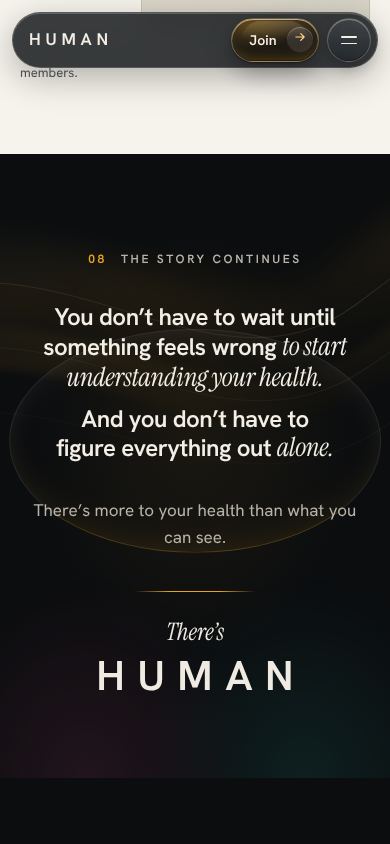 HUMAN
Join
members.
08 THE STORY CONTINUES
You don’t have to wait until
something feels wrong to start
understanding your health.
And you don’t have to
figure everything out alone.
There’s more to your health than what you
can see.
There’s
HUMAN